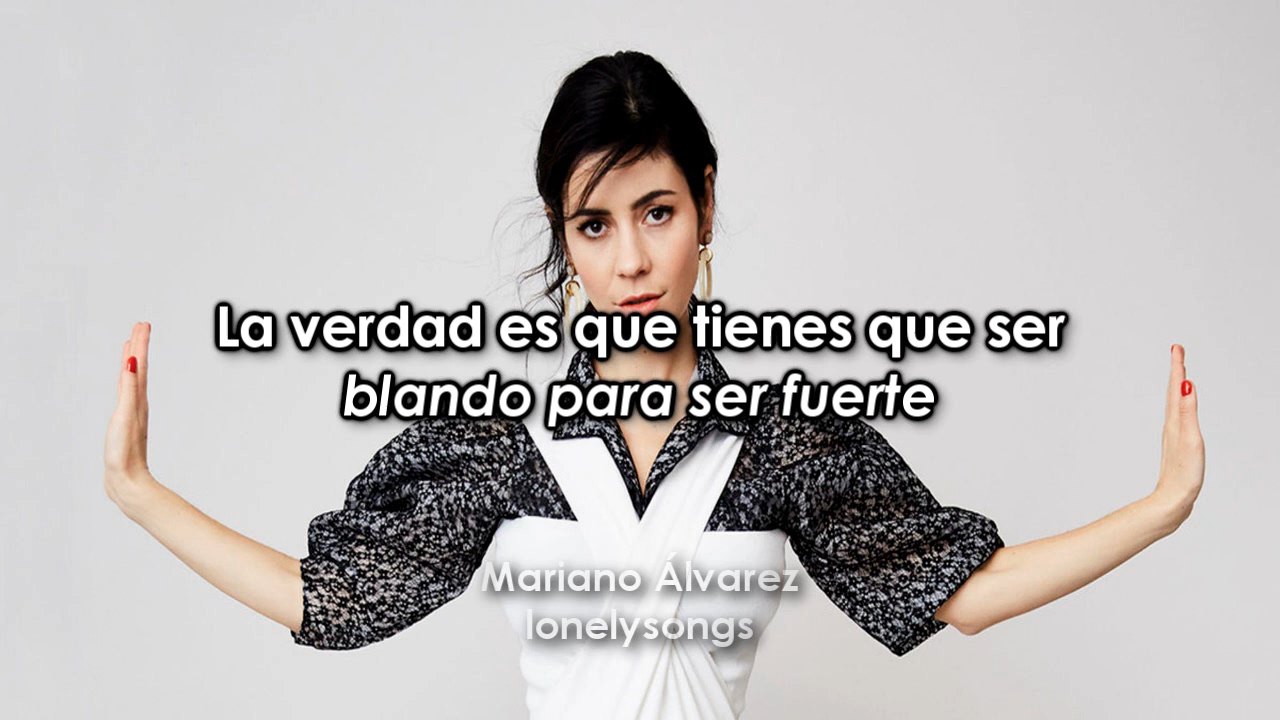 La verdad es que tienes que ser
blando para ser fuerte
Mariano Álvarez
lonelysongs